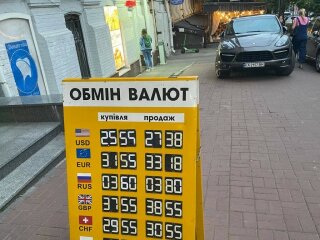 ОБМІН ВАЛЮТ
купівля продаж
USD 25 54 27 38
EUR 31 55 33 18
RUS 03 60 03 80
GBP 37 55 38 55
CHF 29 55 30 55